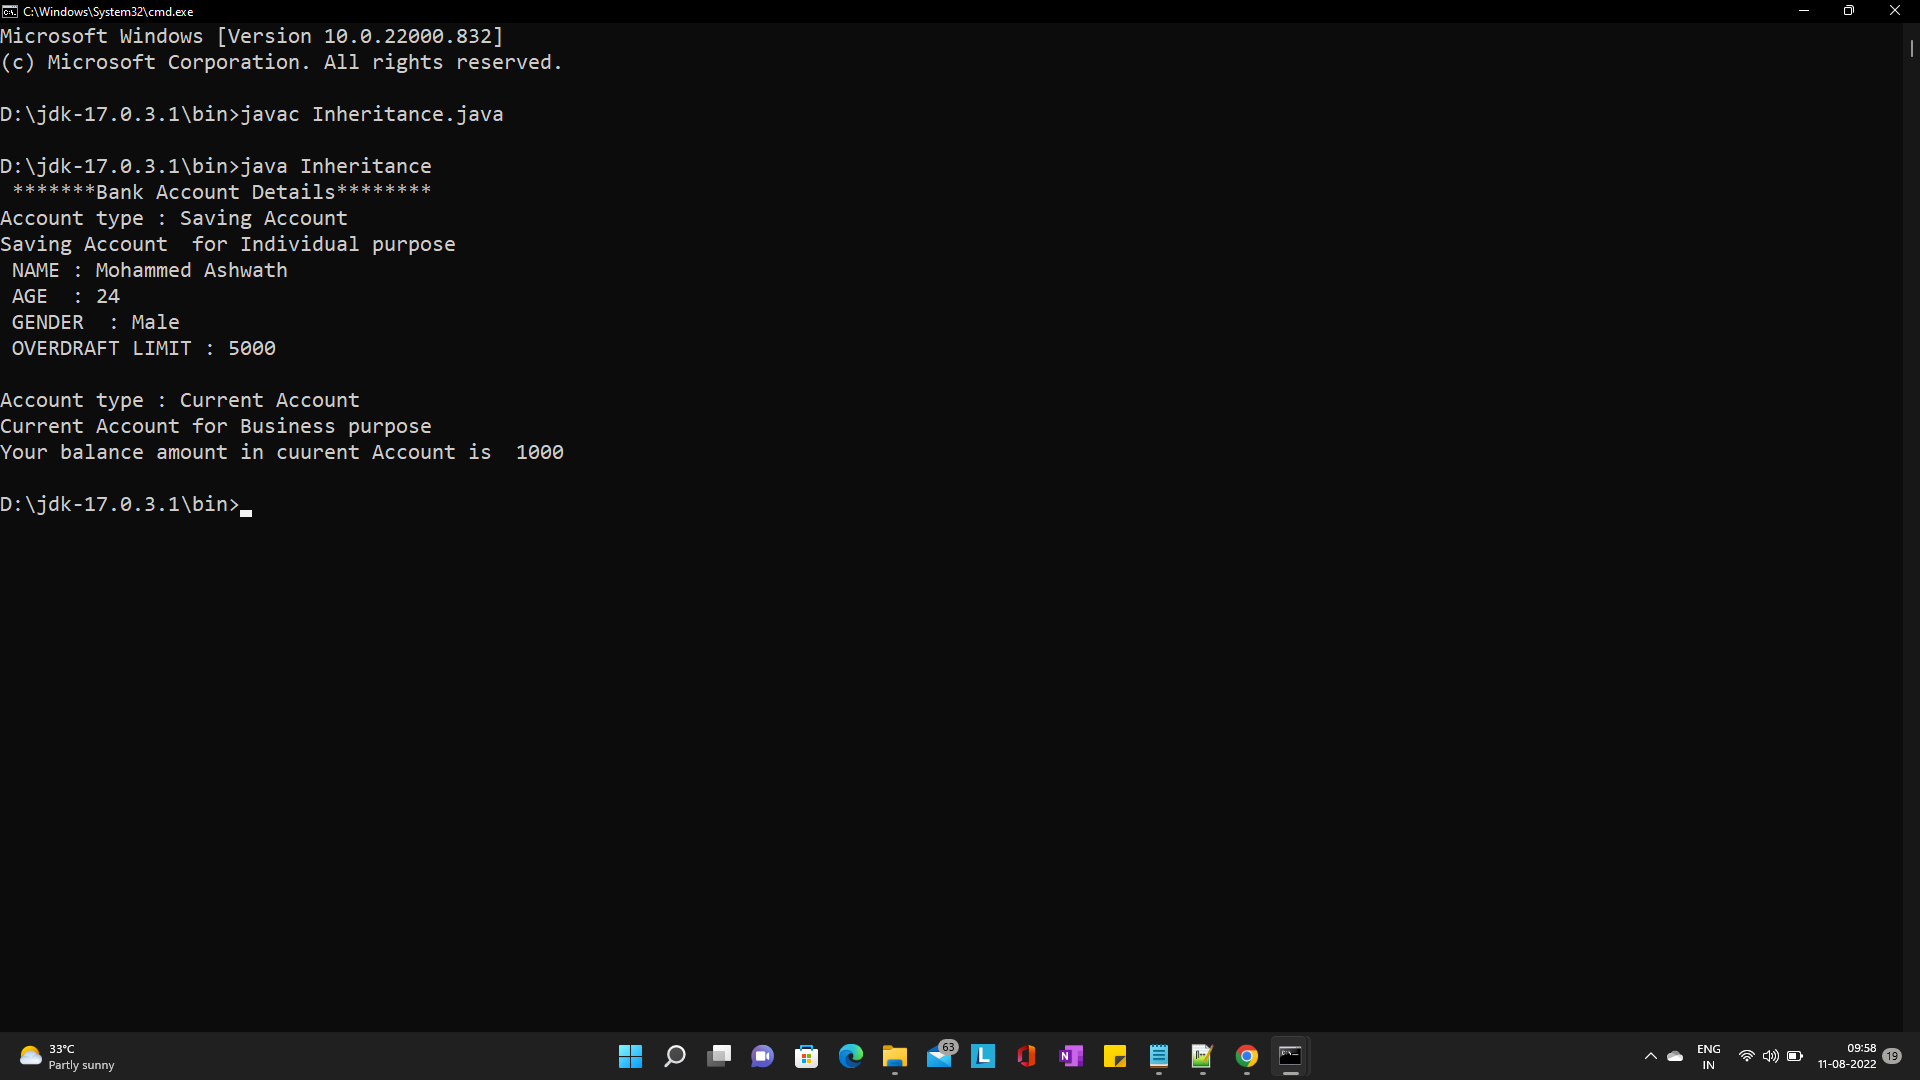 C:\Windows\System32\cmd.exe
Microsoft Windows [Version 10.0.22000.832]
(c) Microsoft Corporation. All rights reserved.
D:\jdk-17.0.3.1\bin>javac Inheritance.java
D:\jdk-17.0.3.1\bin>java Inheritance
 *******Bank Account Details********
Account type : Saving Account
Saving Account  for Individual purpose
 NAME : Mohammed Ashwath
 AGE  : 24
 GENDER  : Male
 OVERDRAFT LIMIT : 5000
Account type : Current Account
Current Account for Business purpose
Your balance amount in cuurent Account is  1000
D:\jdk-17.0.3.1\bin>
33°C
Partly sunny
63
L
N
ENG
IN
09:58
11-08-2022
19